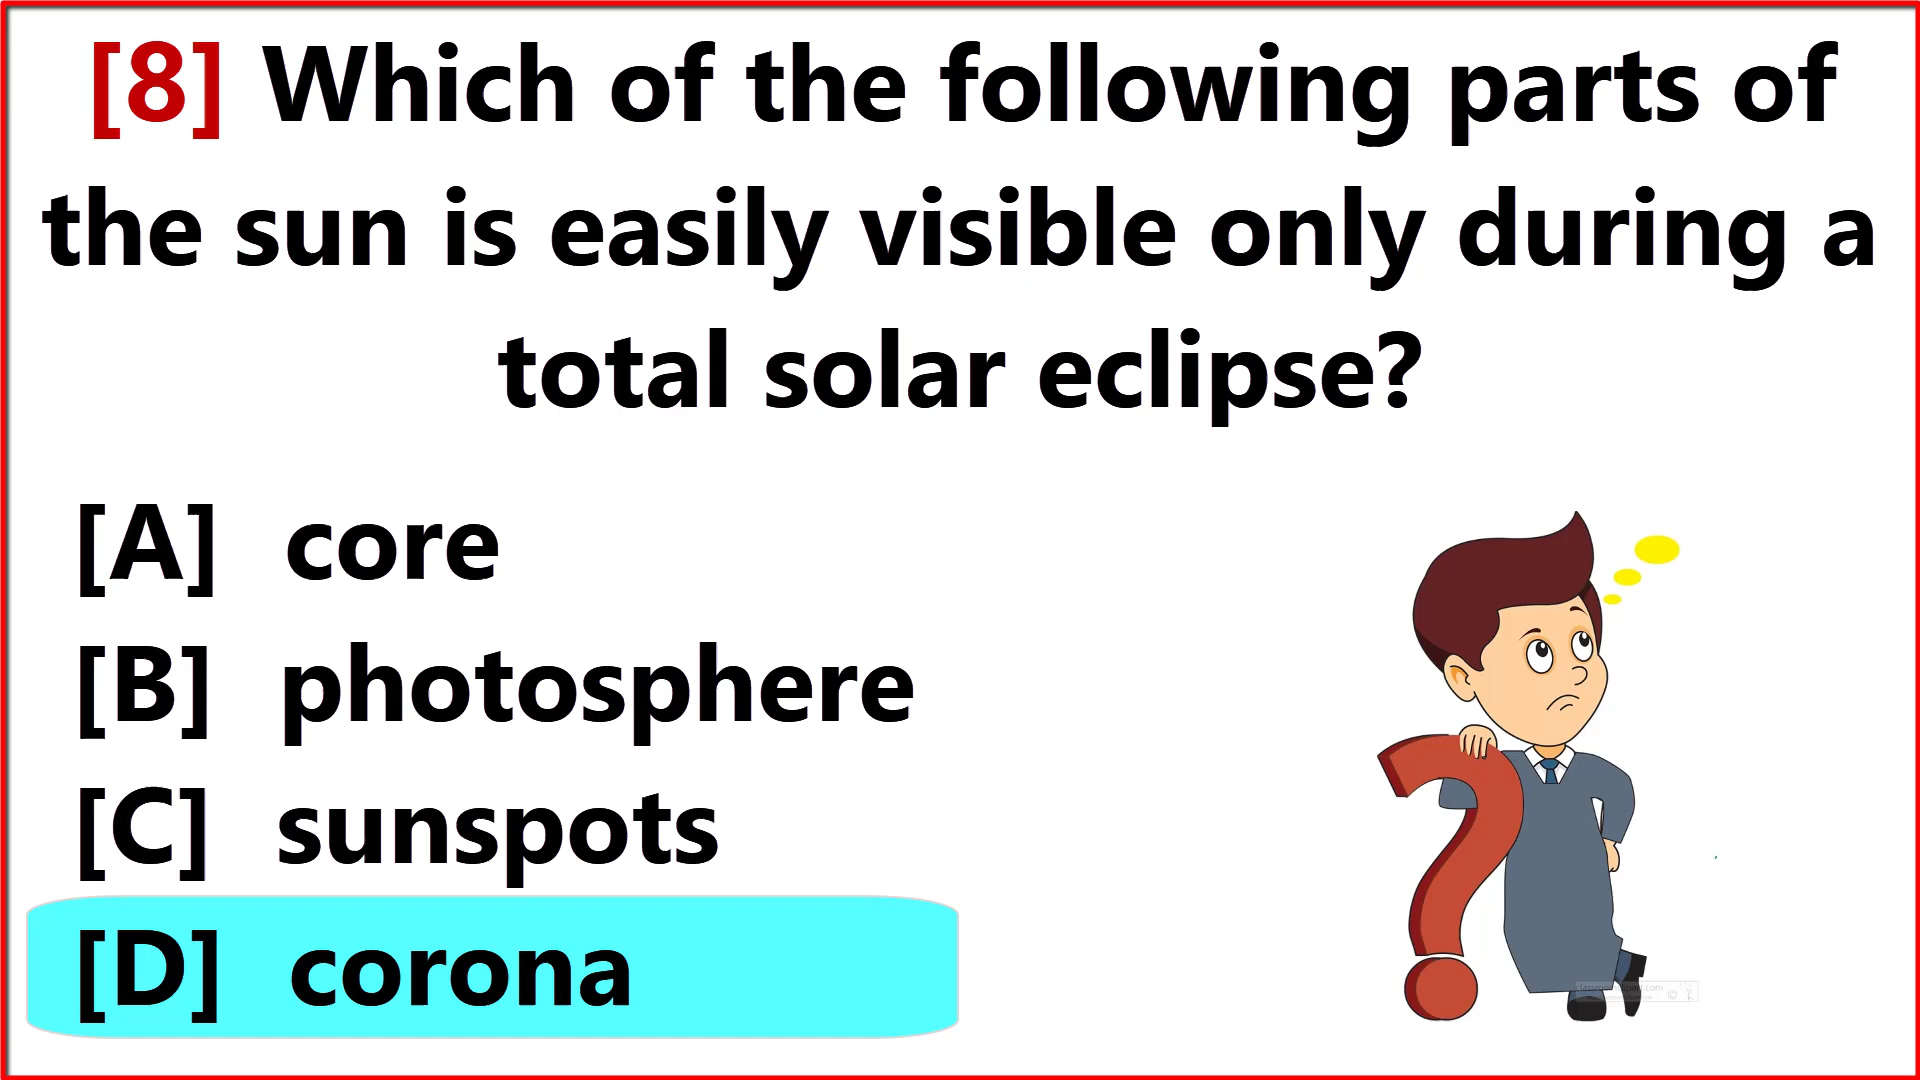 [8] Which of the following parts of
the sun is easily visible only during a
total solar eclipse?
[A] core
[B] photosphere
[C] sunspots
[D] corona